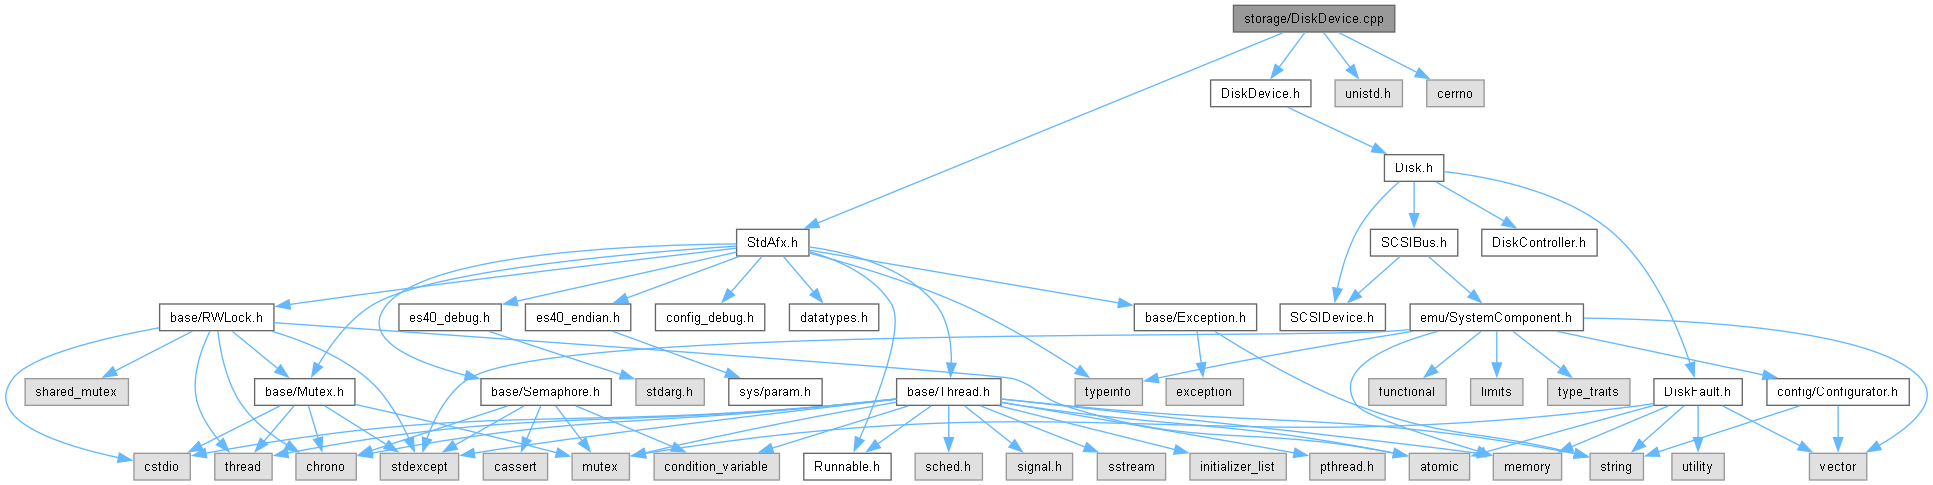 storage/DiskDevice.cpp
DiskDevice.h
unistd.h
cerrno
Disk.h
StdAfx.h
SCSIBus.h
DiskController.h
base/RWLock.h
es40_debug.h
es40_endian.h
config_debug.h
datatypes.h
base/Exception.h
SCSIDevice.h
emu/SystemComponent.h
shared_mutex
base/Mutex.h
base/Semaphore.h
stdarg.h
sys/param.h
base/Thread.h
typeinfo
exception
functional
limits
type_traits
DiskFault.h
config/Configurator.h
cstdio
thread
chrono
stdexcept
cassert
mutex
condition_variable
Runnable.h
sched.h
signal.h
sstream
initializer_list
pthread.h
atomic
memory
string
utility
vector